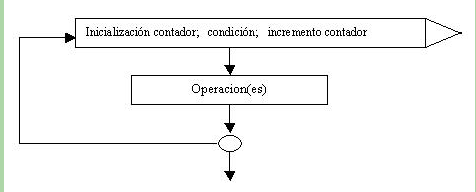 Inicialización contador; condición; incremento contador
Operacion(es)